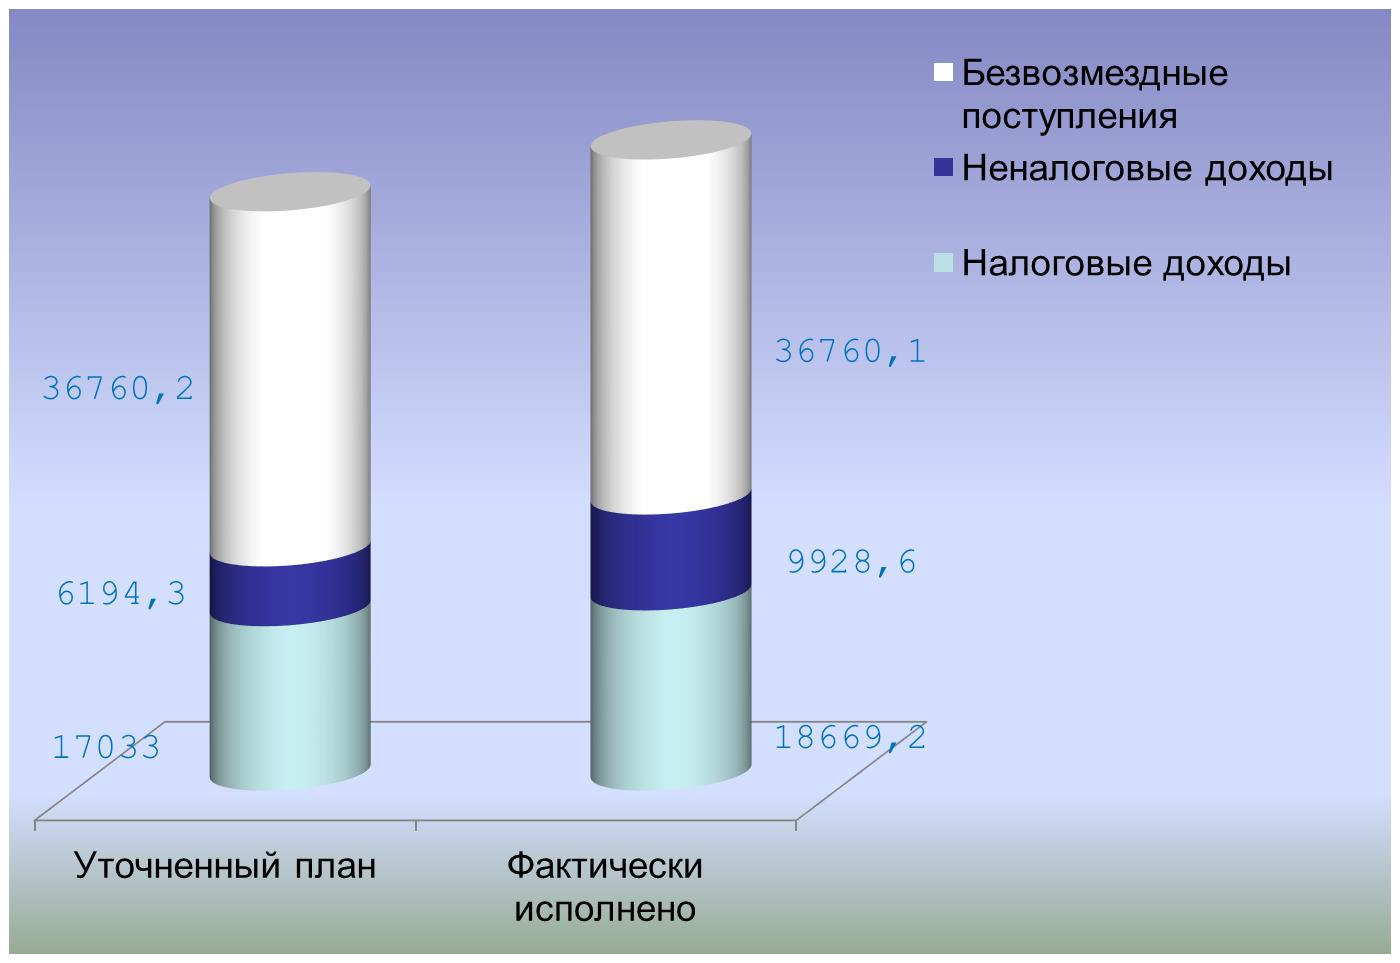 Безвозмездные
поступления
Неналоговые доходы
Налоговые доходы
36760,2
36760,1
6194,3
9928,6
17033
18669,2
Уточненный план
Фактически
исполнено